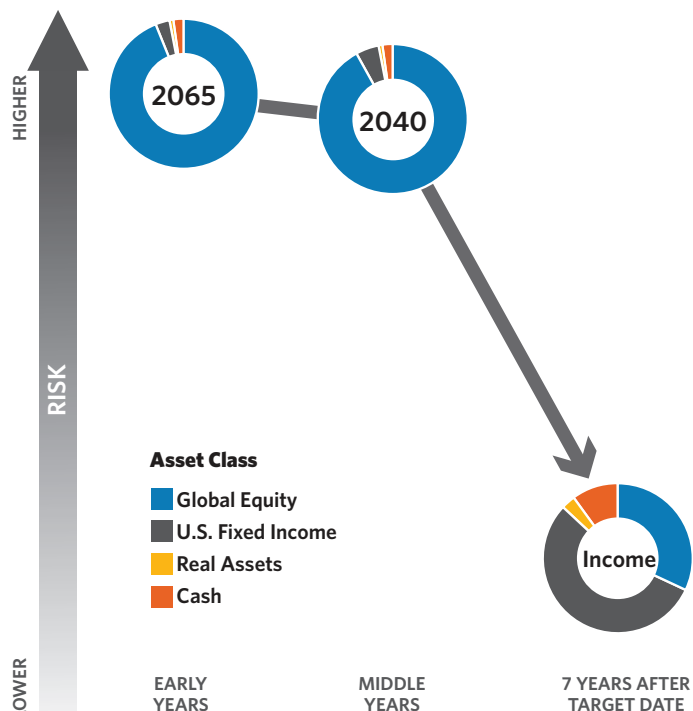 HIGHER
RISK
LOWER
2065
2040
Income
Asset Class
Global Equity
U.S. Fixed Income
Real Assets
Cash
EARLY
YEARS
MIDDLE
YEARS
7 YEARS AFTER
TARGET DATE